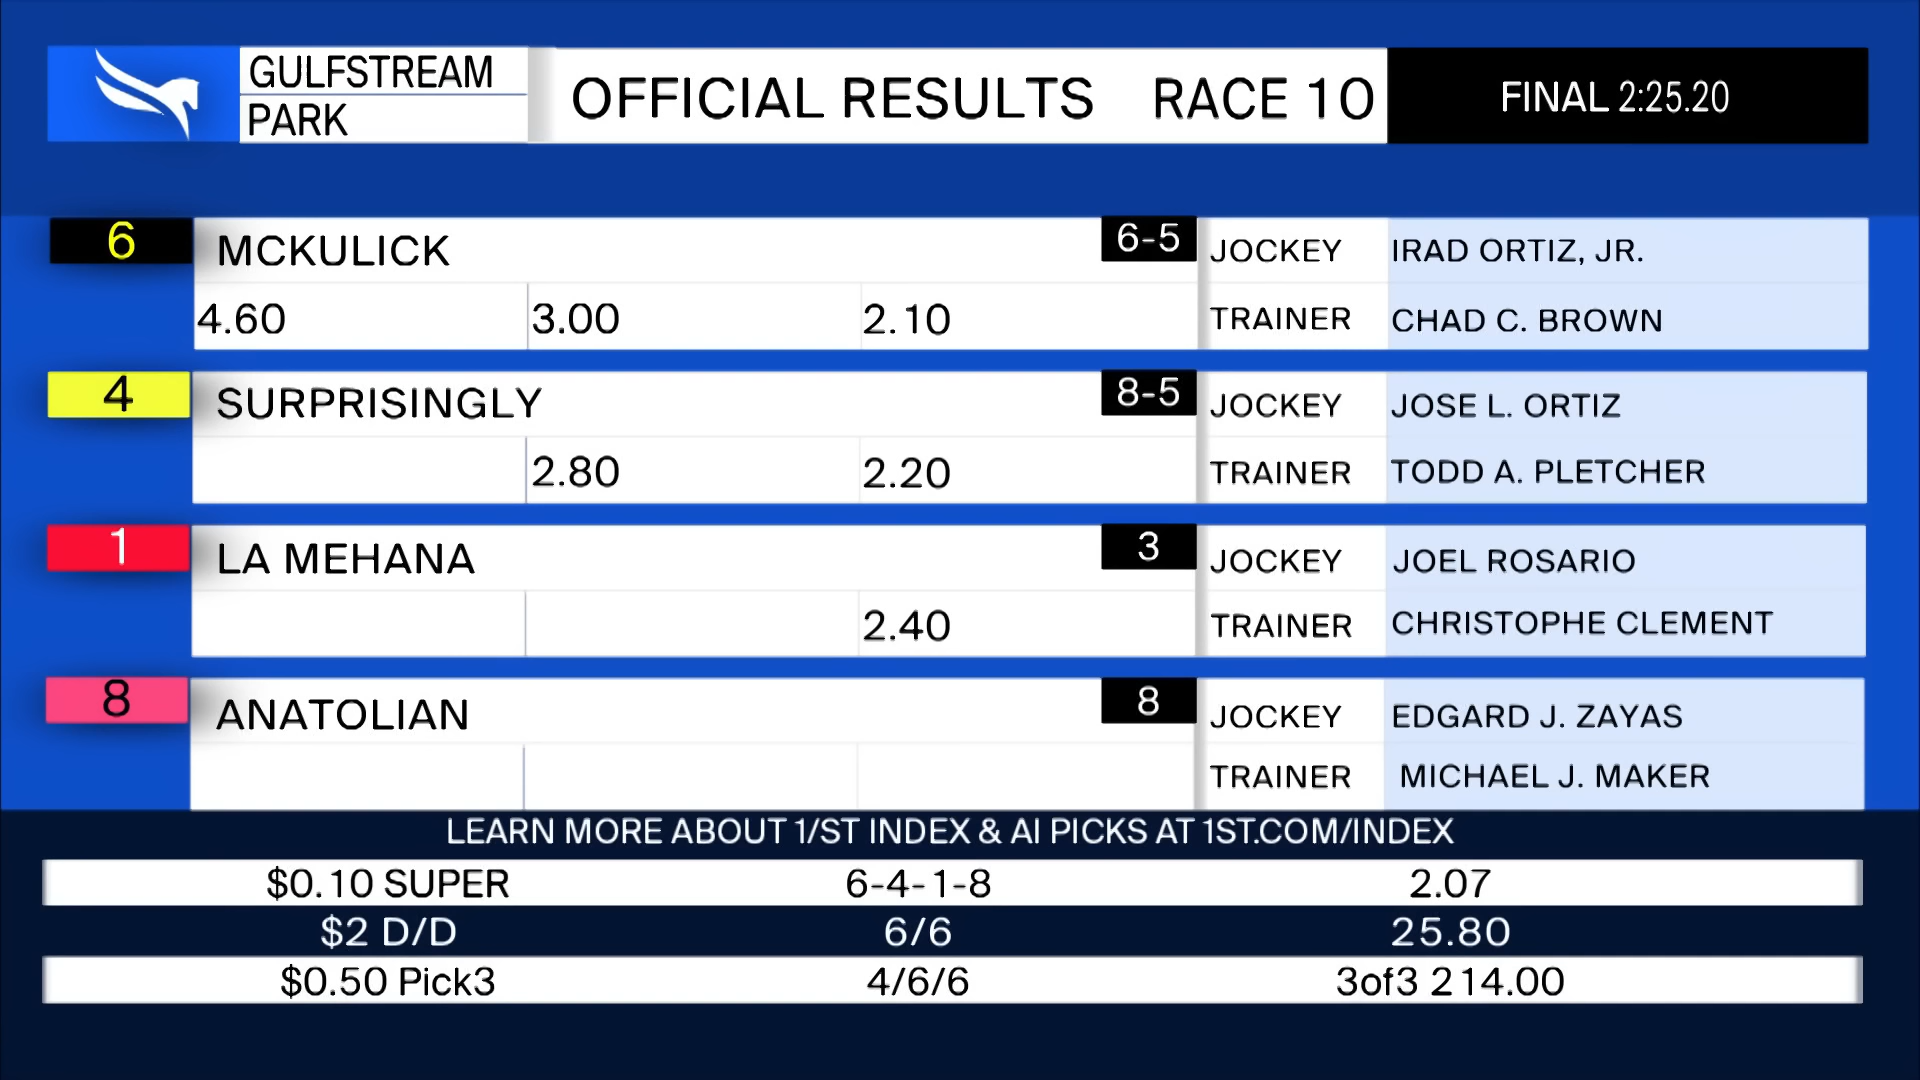 GULFSTREAM
PARK
OFFICIAL RESULTS RACE 10
FINAL 2:25.20
6 MCKULICK 6-5 JOCKEY IRAD ORTIZ, JR.
4.60 3.00 2.10 TRAINER CHAD C. BROWN
4 SURPRISINGLY 8-5 JOCKEY JOSE L. ORTIZ
2.80 2.20 TRAINER TODD A. PLETCHER
1 LA MEHANA 3 JOCKEY JOEL ROSARIO
2.40 TRAINER CHRISTOPHE CLEMENT
8 ANATOLIAN 8 JOCKEY EDGARD J. ZAYAS
TRAINER MICHAEL J. MAKER
LEARN MORE ABOUT 1/ST INDEX & AI PICKS AT 1ST.COM/INDEX
$0.10 SUPER 6-4-1-8 2.07
$2 D/D 6/6 25.80
$0.50 Pick3 4/6/6 3of3 214.00